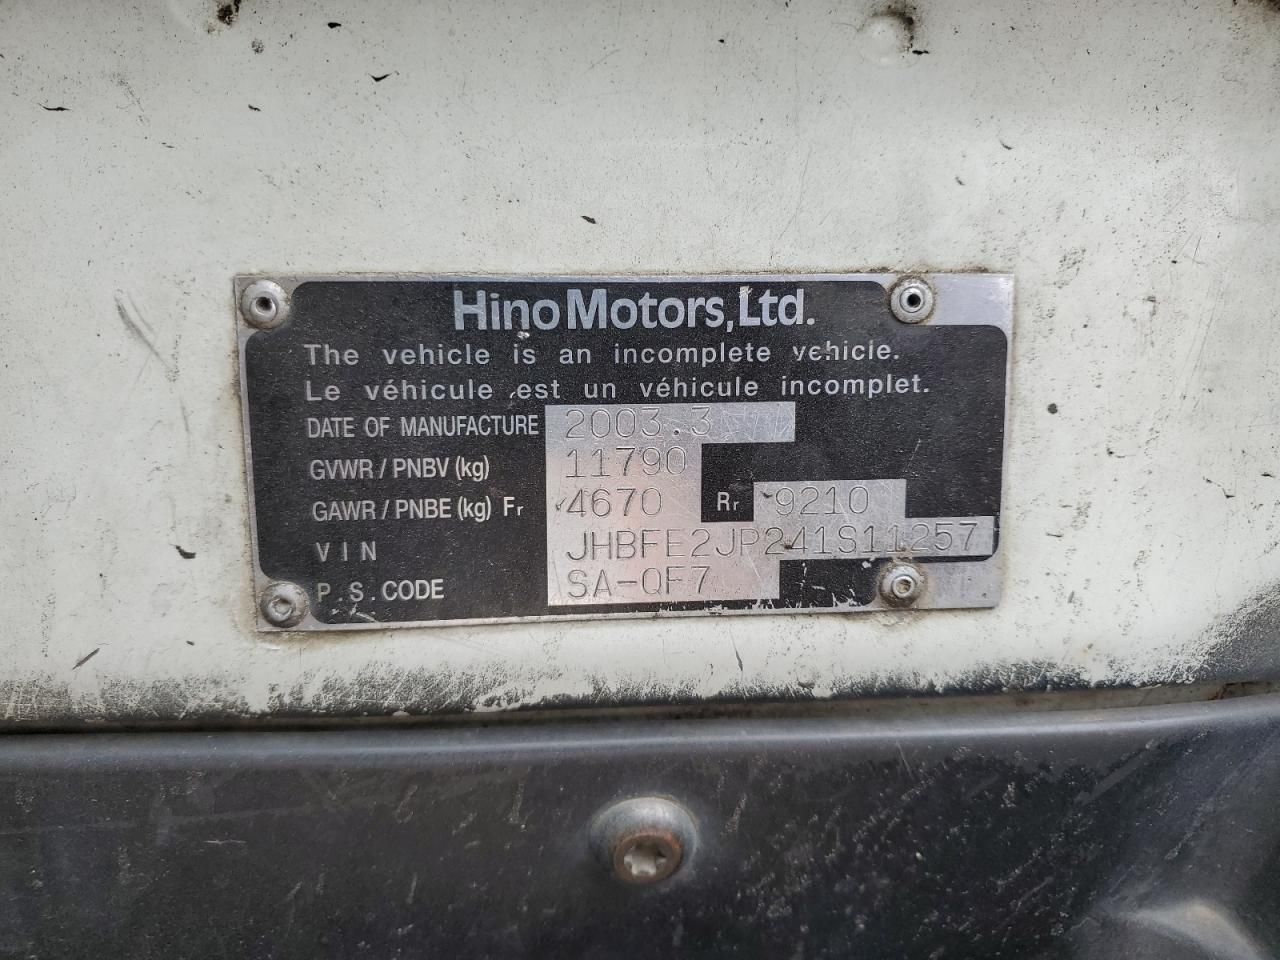 Hino Motors, Ltd.
The vehicle is an incomplete vehicle.
Le véhicule est un véhicule incomplet.
DATE OF MANUFACTURE 2003.3
GVWR / PNBV (kg) 11790
GAWR / PNBE (kg) Fr 4670 Rr 9210
VIN JHBFE2JP241S11257
P.S.CODE SA-QF7